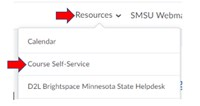 Resources SMSU Webma
Calendar
Course Self-Service
D2L Brightspace Minnesota State Helpdesk